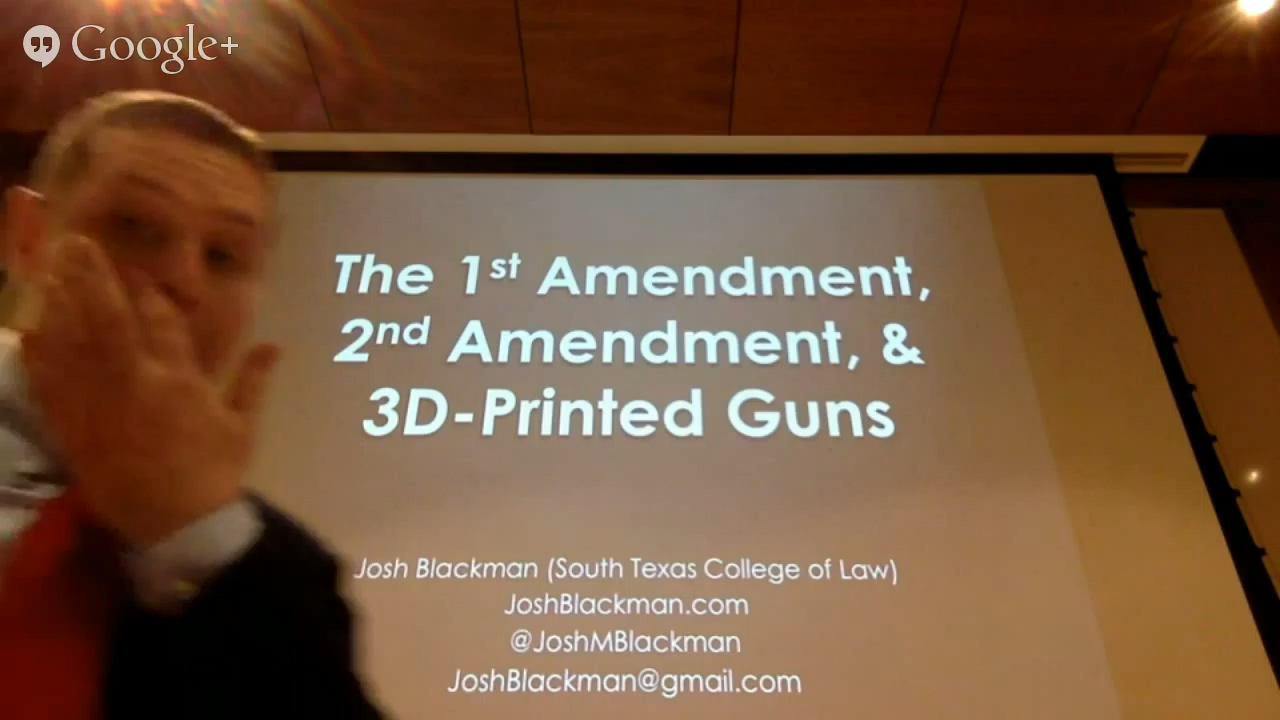 Google+
The 1st Amendment,
2nd Amendment, &
3D-Printed Guns
Josh Blackman (South Texas College of Law)
JoshBlackman.com
@JoshMBlackman
JoshBlackman@gmail.com